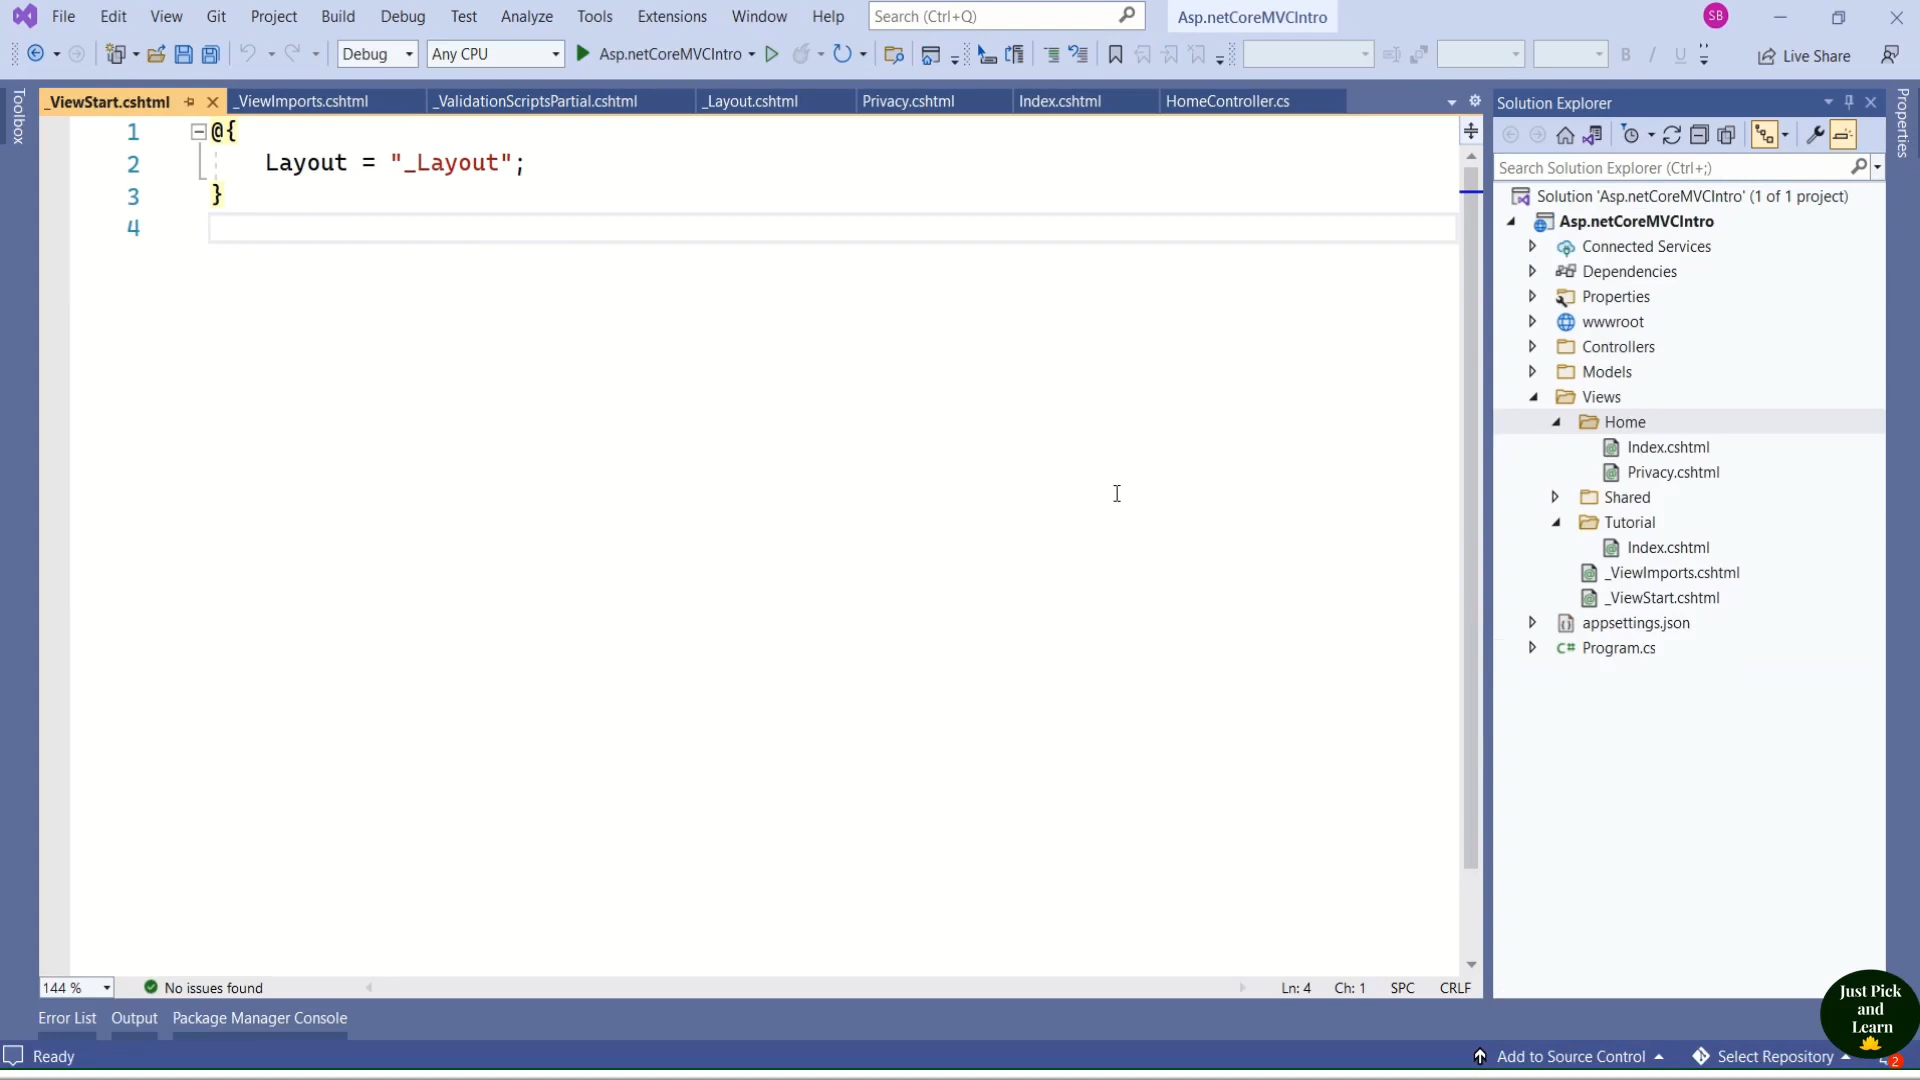 File Edit View Git Project Build Debug Test Analyze Tools Extensions Window Help Search (Ctrl+Q) Asp.netCoreMVCIntro SB
Debug Any CPU Asp.netCoreMVCIntro B I U Live Share
Toolbox
_ViewStart.cshtml _ViewImports.cshtml _ValidationScriptsPartial.cshtml _Layout.cshtml Privacy.cshtml Index.cshtml HomeController.cs
1 @{
2 Layout = "_Layout";
3 }
4
144 % No issues found Ln: 4 Ch: 1 SPC CRLF
Solution Explorer
Search Solution Explorer (Ctrl+;)
Solution 'Asp.netCoreMVCIntro' (1 of 1 project)
Asp.netCoreMVCIntro
Connected Services
Dependencies
Properties
wwwroot
Controllers
Models
Views
Home
Index.cshtml
Privacy.cshtml
Shared
Tutorial
Index.cshtml
_ViewImports.cshtml
_ViewStart.cshtml
appsettings.json
C# Program.cs
Properties
Just Pick
and
Learn
Error List Output Package Manager Console
Ready Add to Source Control Select Repository 2